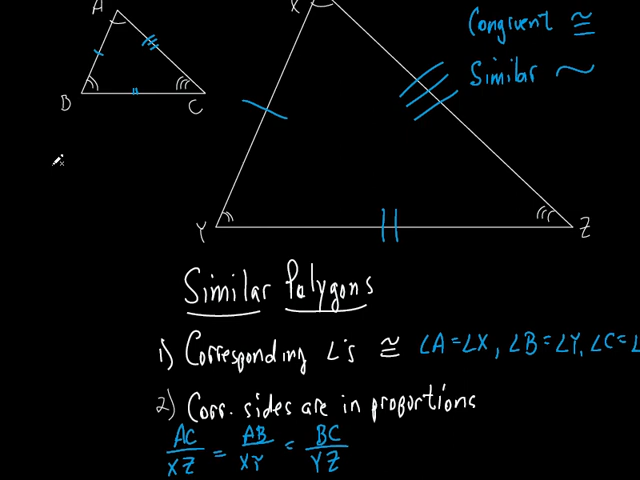 A
X
Congruent ≅
Similar ~
B
C
Y
Z
Similar Polygons
1) Corresponding ∠'s ≅ ∠A=∠X, ∠B=∠Y, ∠C=∠
2) Corr. sides are in proportions
AC/XZ = AB/XY = BC/YZ